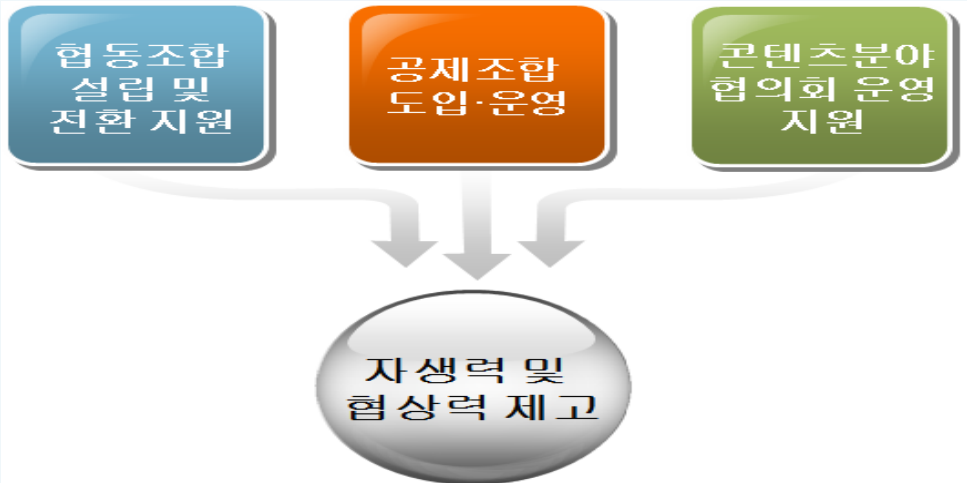 협동조합
설립 및
전환 지원
공제조합
도입·운영
콘텐츠분야
협의회 운영
지원
자생력 및
협상력 제고